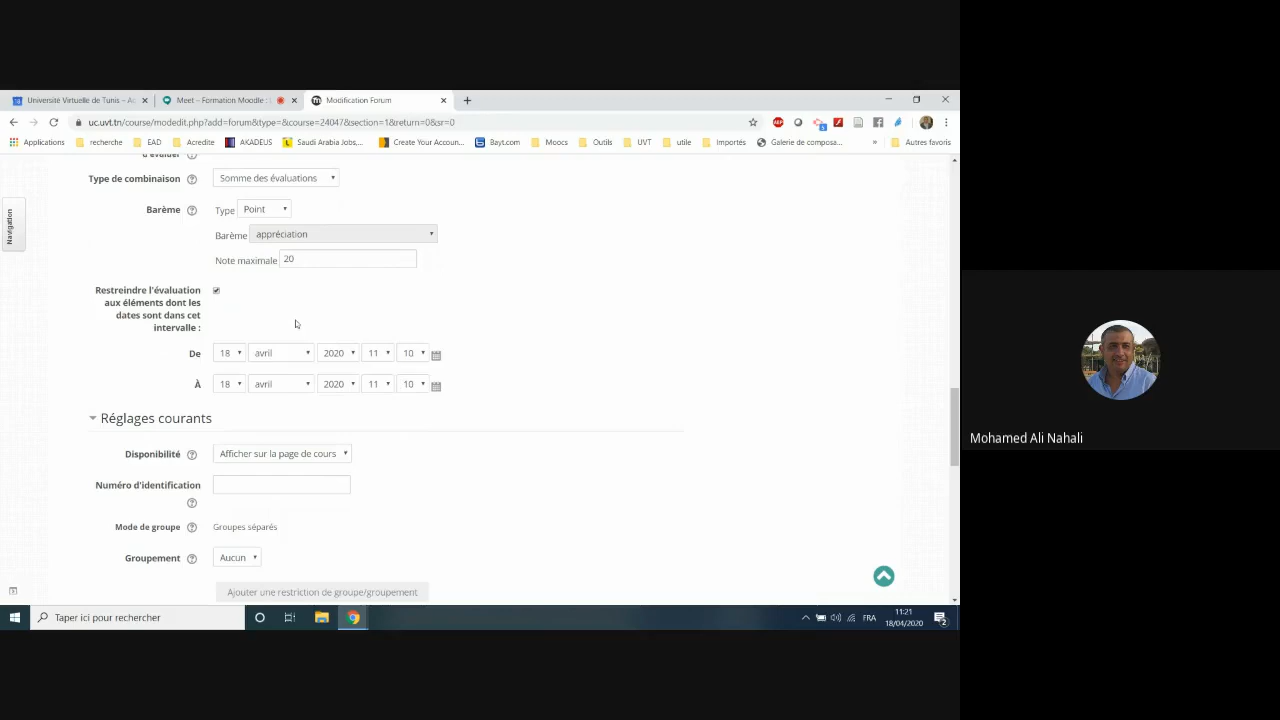 Université Virtuelle de Tunis – Ac
Meet – Formation Moodle :
Modification Forum
uc.uvt.tn/course/modedit.php?add=forum&type=&course=24047&section=1&return=0&sr=0
Applications
recherche
EAD
Acredite
AKADEUS
Saudi Arabia Jobs,...
Create Your Accoun...
Bayt.com
Moocs
Outils
UVT
utile
Importés
Galerie de composa...
»
Autres favoris
d'évaluer
Navigation
Type de combinaison
Somme des évaluations
Barème
Type
Point
Barème
appréciation
Note maximale
20
Restreindre l'évaluation
aux éléments dont les
dates sont dans cet
intervalle :
De
18
avril
2020
11
10
À
18
avril
2020
11
10
Réglages courants
Disponibilité
Afficher sur la page de cours
Numéro d'identification
Mode de groupe
Groupes séparés
Groupement
Aucun
Ajouter une restriction de groupe/groupement
Taper ici pour rechercher
FRA
11:21
18/04/2020
2
Mohamed Ali Nahali